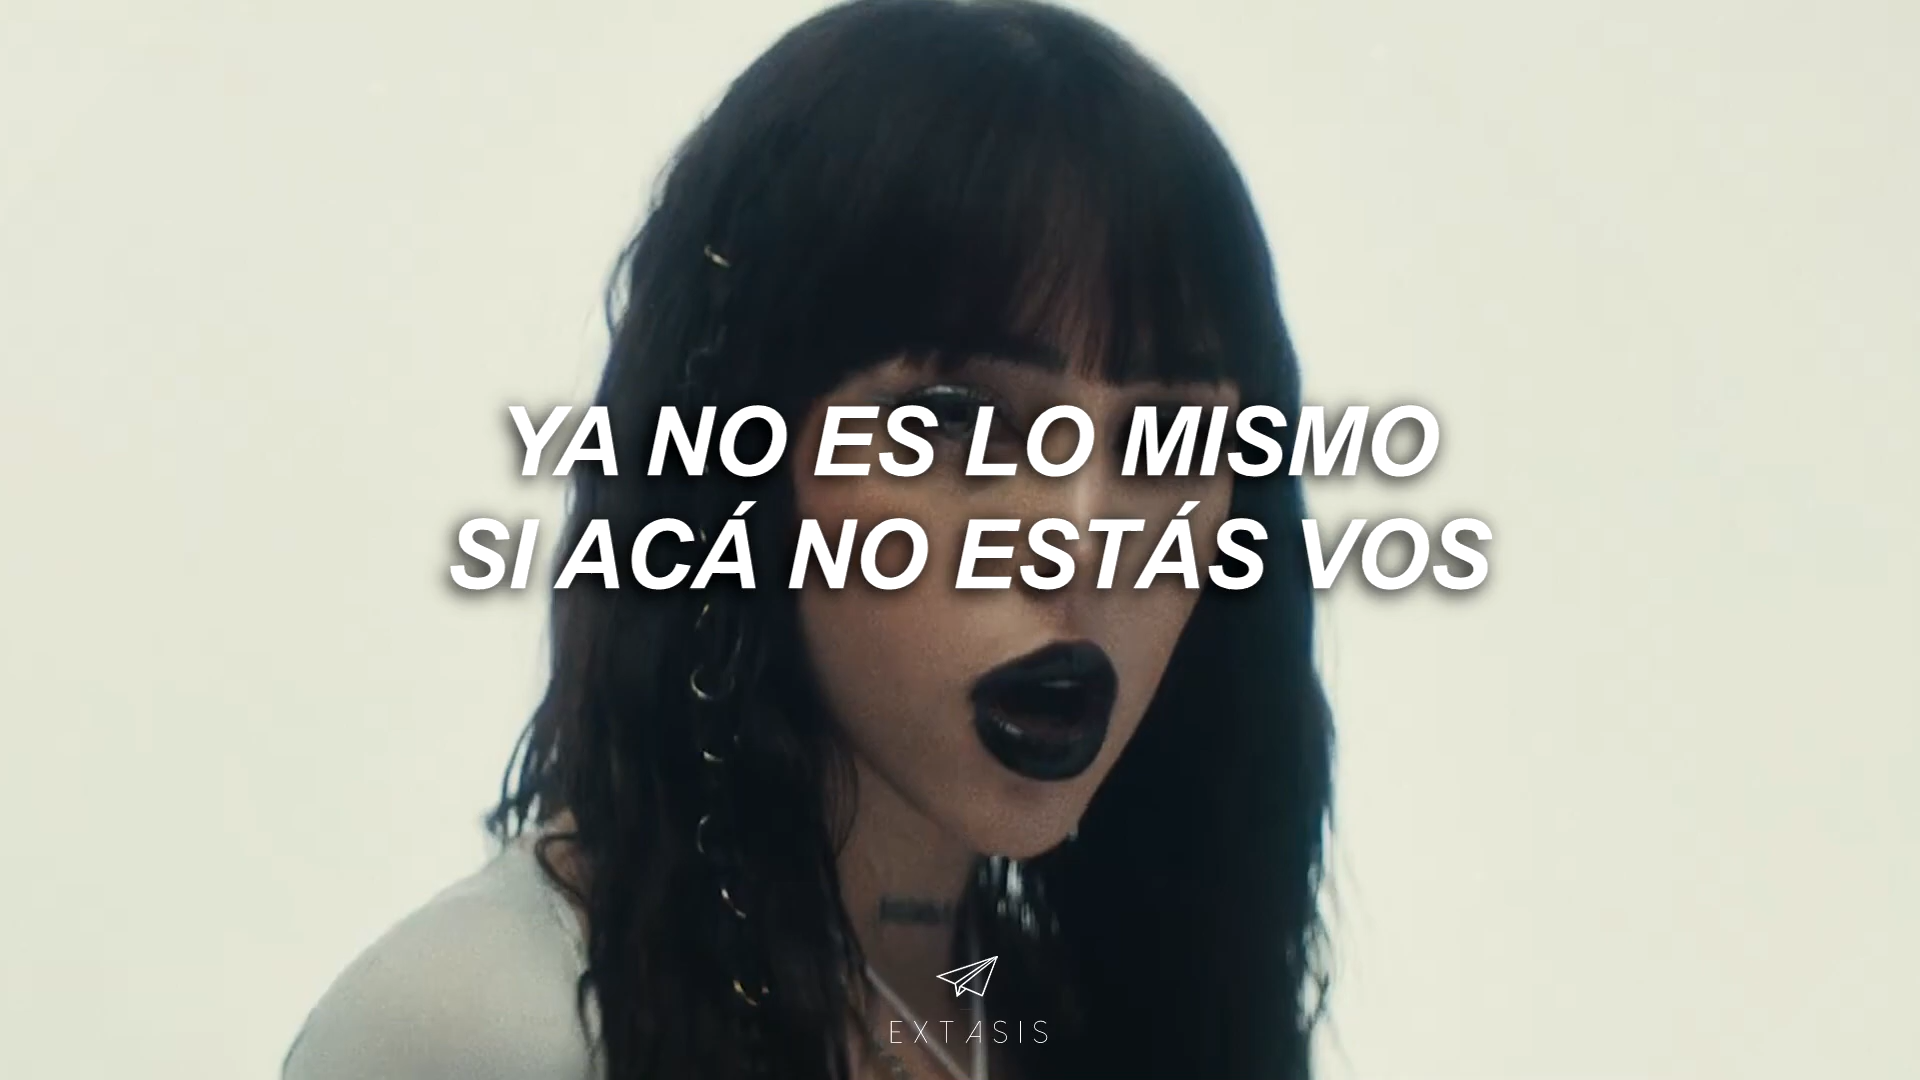 YA NO ES LO MISMO
SI ACÁ NO ESTÁS VOS
EXTASIS